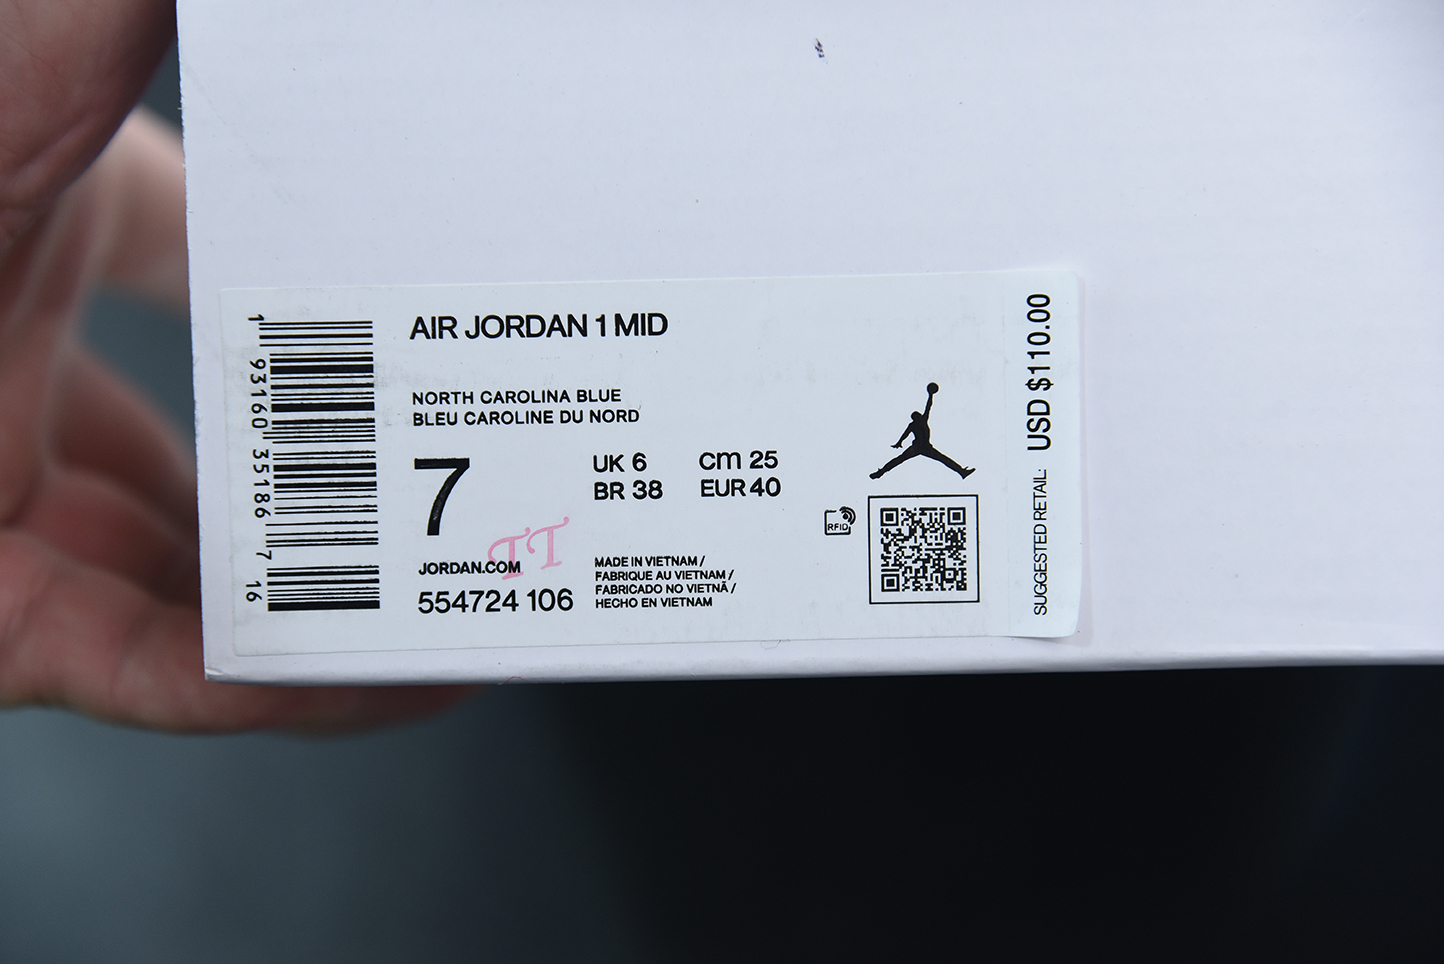 AIR JORDAN 1 MID
NORTH CAROLINA BLUE
BLEU CAROLINE DU NORD
7
UK 6
CM 25
BR 38
EUR 40
TT
JORDAN.COM
554724 106
MADE IN VIETNAM /
FABRIQUE AU VIETNAM /
FABRICADO NO VIETNÃ /
HECHO EN VIETNAM
RFID
SUGGESTED RETAIL: USD $110.00
1 93160 35186 7 16